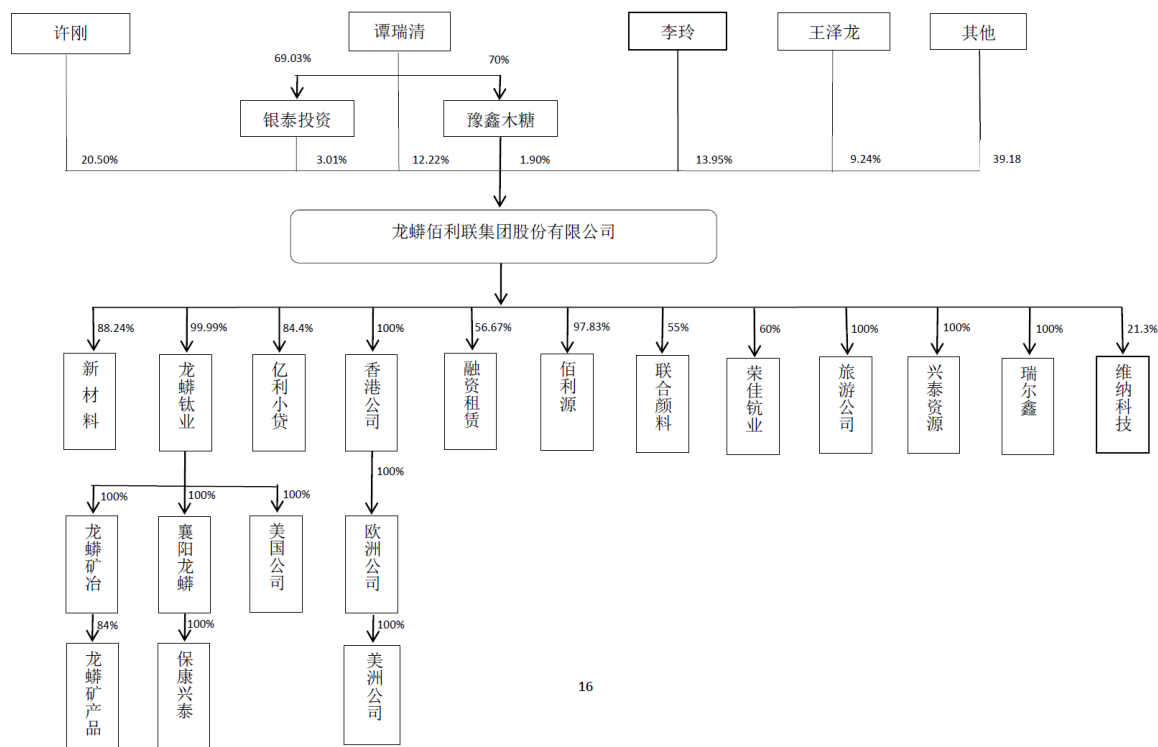 许刚
谭瑞清
李玲
王泽龙
其他
69.03%
70%
银泰投资
豫鑫木糖
20.50%
3.01%
12.22%
1.90%
13.95%
9.24%
39.18
龙蟒佰利联集团股份有限公司
88.24%
99.99%
84.4%
100%
56.67%
97.83%
55%
60%
100%
100%
100%
21.3%
新材料
龙蟒钛业
亿利小贷
香港公司
融资租赁
佰利源
联合颜料
荣佳钪业
旅游公司
兴泰资源
瑞尔鑫
维纳科技
100%
100%
100%
100%
龙蟒矿冶
襄阳龙蟒
美国公司
欧洲公司
84%
100%
100%
龙蟒矿产品
保康兴泰
美洲公司
16